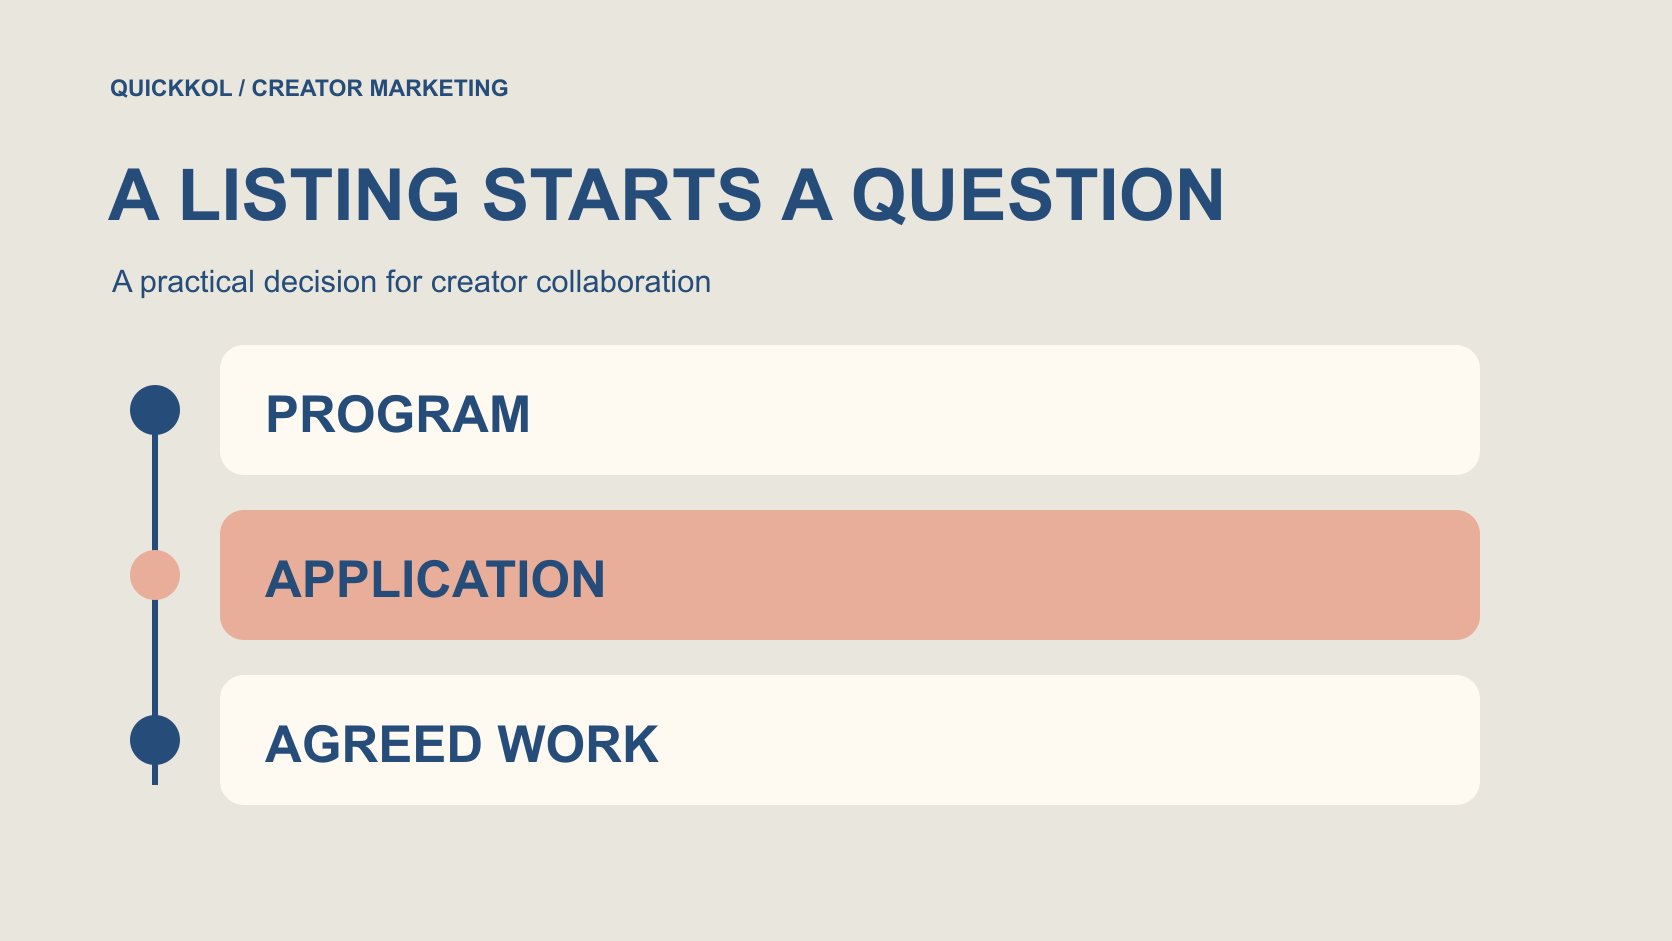 QUICKKOL / CREATOR MARKETING
A LISTING STARTS A QUESTION
A practical decision for creator collaboration
PROGRAM
APPLICATION
AGREED WORK